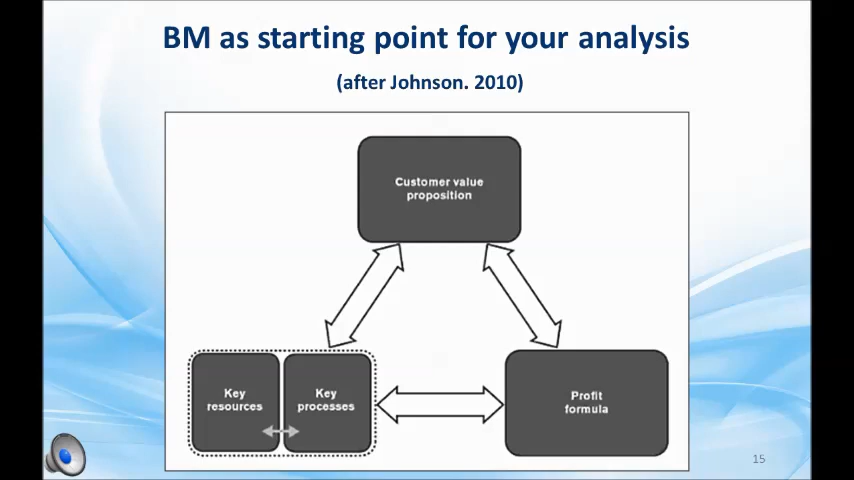 BM as starting point for your analysis
(after Johnson. 2010)
Customer value
proposition
Key
resources
Key
processes
Profit
formula
15